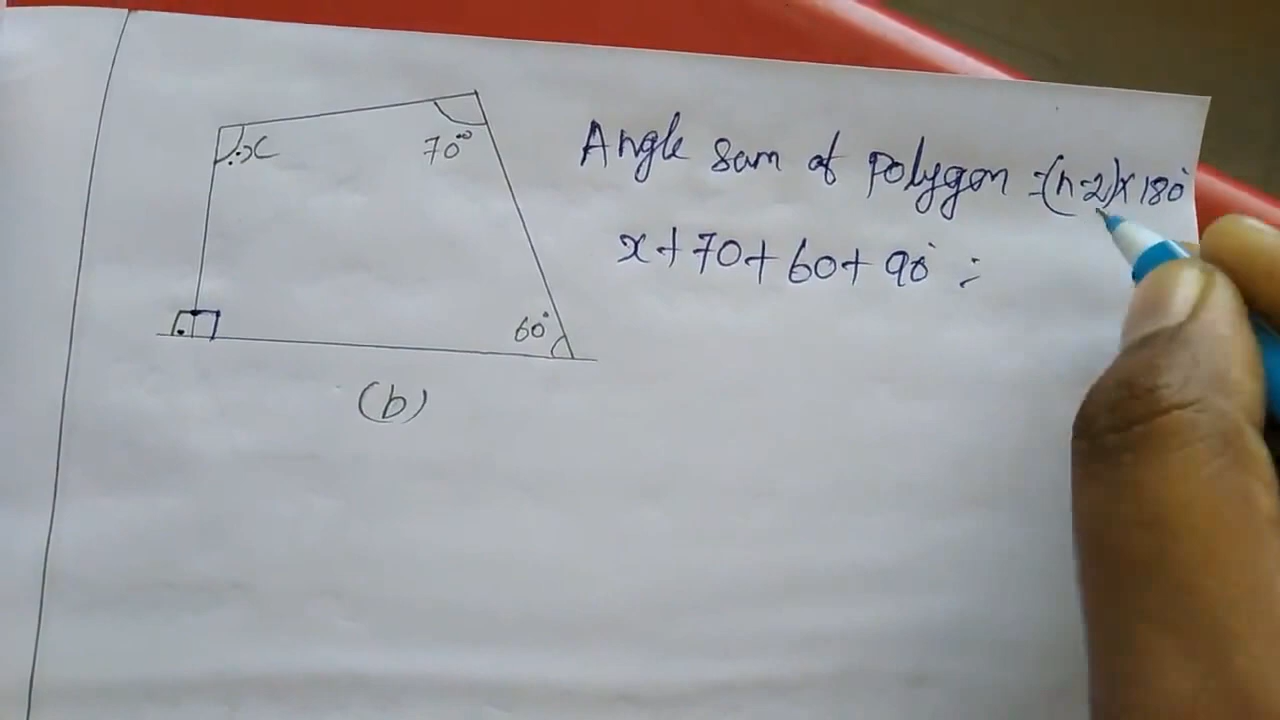 x
70°
60°
(b)
Angle sum of polygon =(n-2)x 180°
x+70+60+90° =